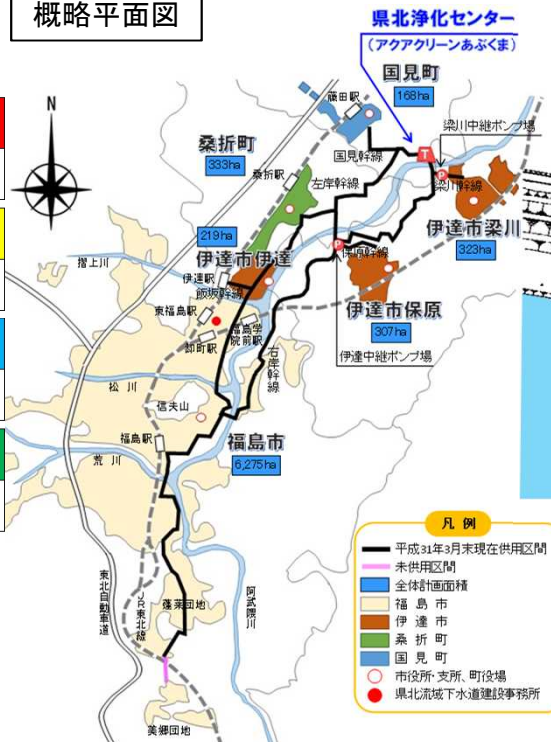 概略平面図
県北浄化センター
(アクアクリーンあぶくま)
国見町
168ha
藤田駅
梁川中継ポンプ場
N
桑折町
333ha
国見幹線
T
桑折駅
左岸幹線
P
梁川幹線
伊達市梁川
323ha
219ha
伊達市伊達
摺上川
伊達駅
飯坂幹線
P
保原幹線
伊達市保原
307ha
東福島駅
福島学院前駅
卸町駅
伊達中継ポンプ場
右岸幹線
松川
信夫山
福島駅
荒川
福島市
6,275ha
東北自動車道
JR東北線
蓬莱団地
阿武隈川
美郷団地
凡例
平成31年3月末現在供用区間
未供用区間
全体計画面積
福島市
伊達市
桑折町
国見町
市役所・支所、町役場
県北流域下水道建設事務所